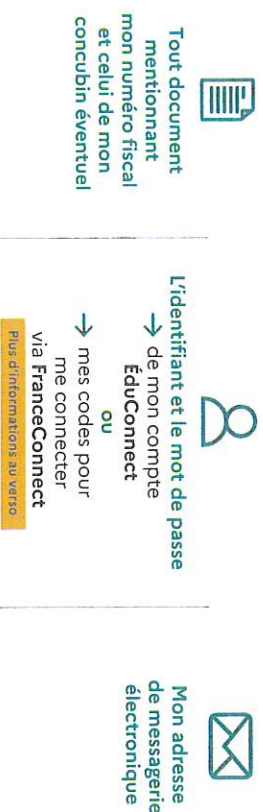 Tout document
mentionnant
mon numéro fiscal
et celui de mon
concubin éventuel
L'identifiant et le mot de passe
→ de mon compte
ÉduConnect
ou
→ mes codes pour
me connecter
via FranceConnect
Plus d'informations au verso
Mon adresse
de messagerie
électronique